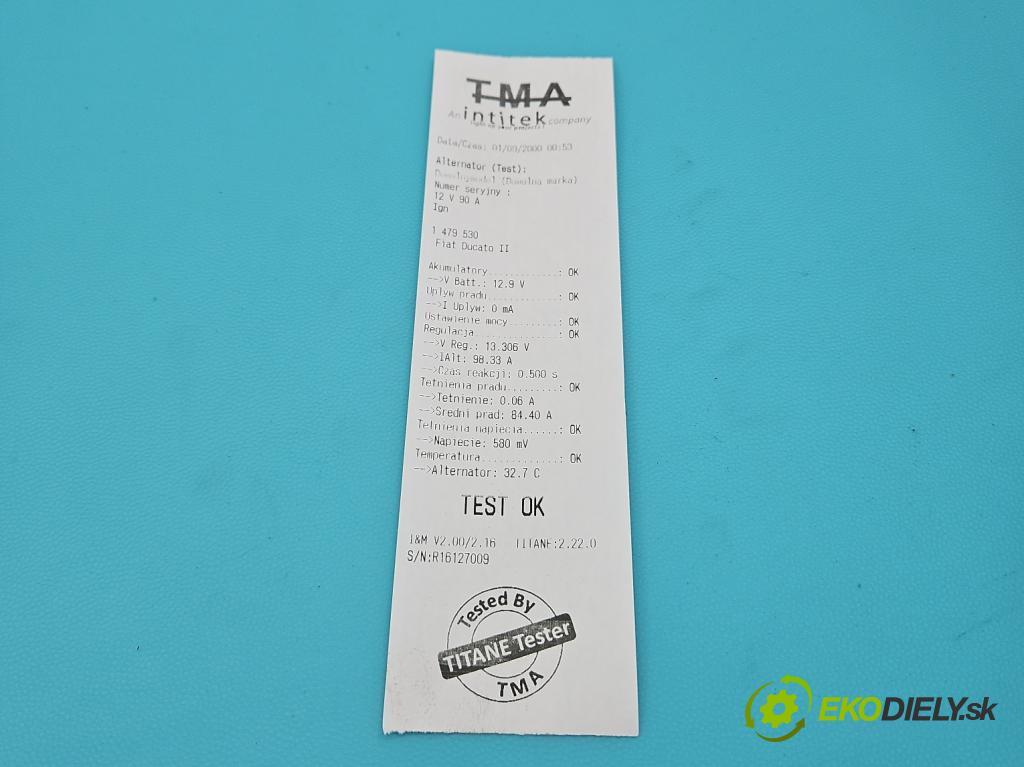 TMA
An intitek company
Data/Czas: 01/09/2000 00:53
Alternator (Test):
(Dowolna marka)
Numer seryjny :
12 V 90 A
Ign
1 479 530
Fiat Ducato II
Akumulatory............: OK
-->V Batt.: 12.9 V
Uplyw pradu............: OK
-->I Uplyw: 0 mA
Ustawienie mocy.........: OK
Regulacja..............: OK
-->V Reg.: 13.306 V
-->IAlt: 98.33 A
-->Czas reakcji: 0.500 s
Tetnienia pradu.........: OK
-->Tetnienie: 0.06 A
-->Sredni prad: 84.40 A
Tetnienia napiecia......: OK
-->Napiecie: 580 mV
Temperatura.............: OK
-->Alternator: 32.7 C
TEST OK
I&M V2.00/2.16 TITANE:2.22.0
S/N:R16127009
Tested By
TITANE Tester
TMA
EKODIELY.sk